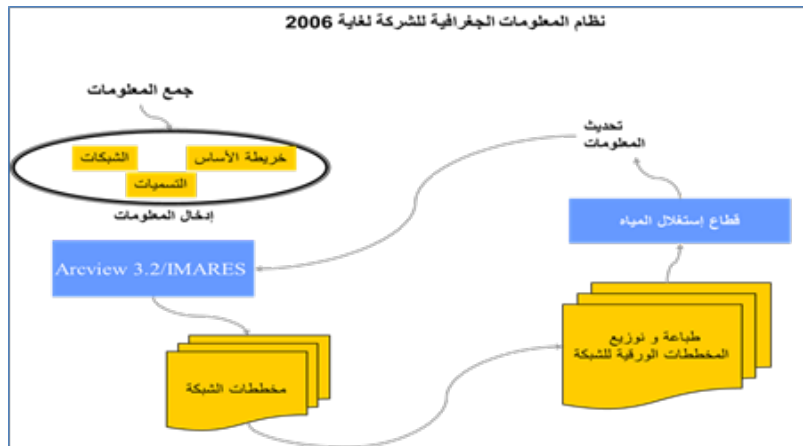 نظام المعلومات الجغرافية للشركة لغاية 2006
جمع المعلومات
خريطة الأساس
الشبكات
التسميات
إدخال المعلومات
تحديث
المعلومات
قطاع إستغلال المياه
Arcview 3.2/IMARES
طباعة و توزيع
المخططات الورقية للشبكة
مخططات الشبكة